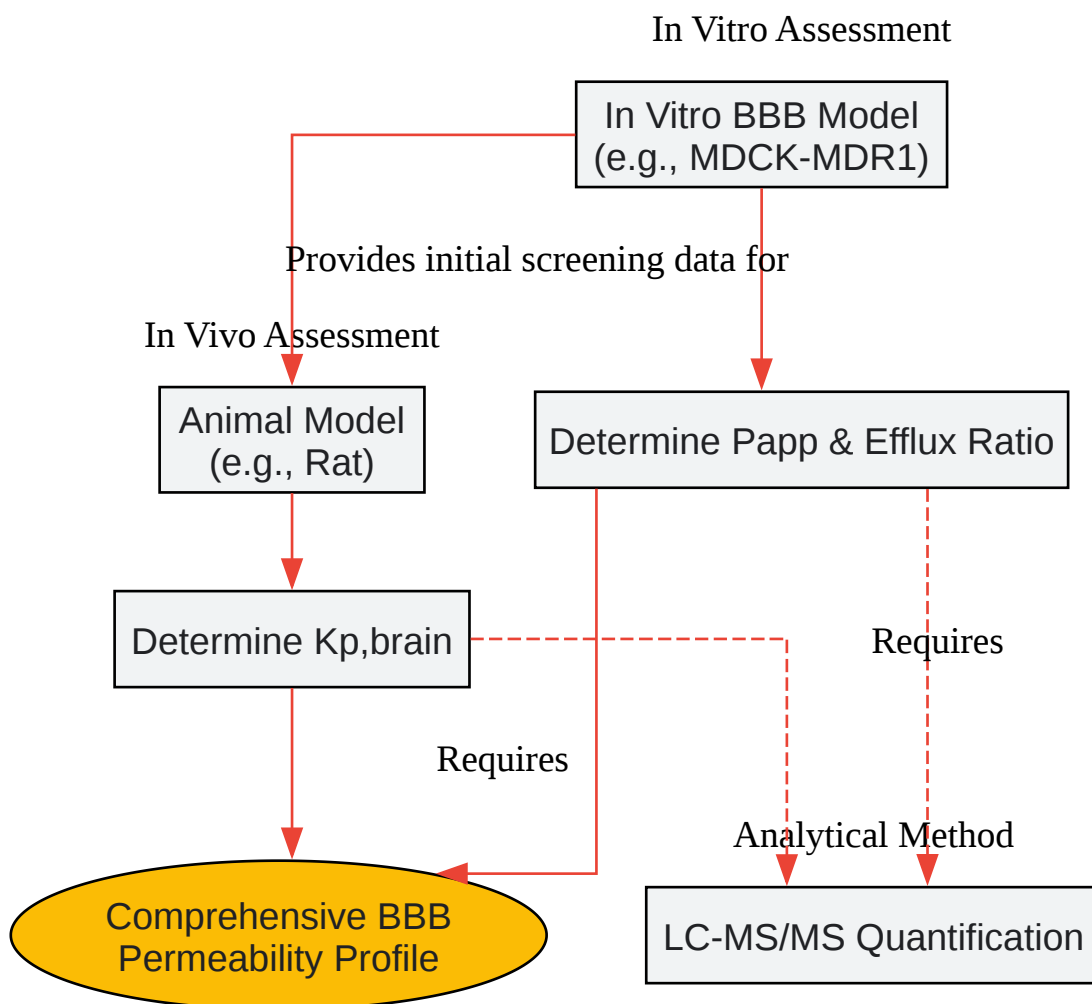 In Vitro Assessment
In Vitro BBB Model
(e.g., MDCK-MDR1)
Provides initial screening data for
In Vivo Assessment
Animal Model
(e.g., Rat)
Determine Papp & Efflux Ratio
Determine Kp,brain
Requires
Requires
Analytical Method
Comprehensive BBB
Permeability Profile
LC-MS/MS Quantification